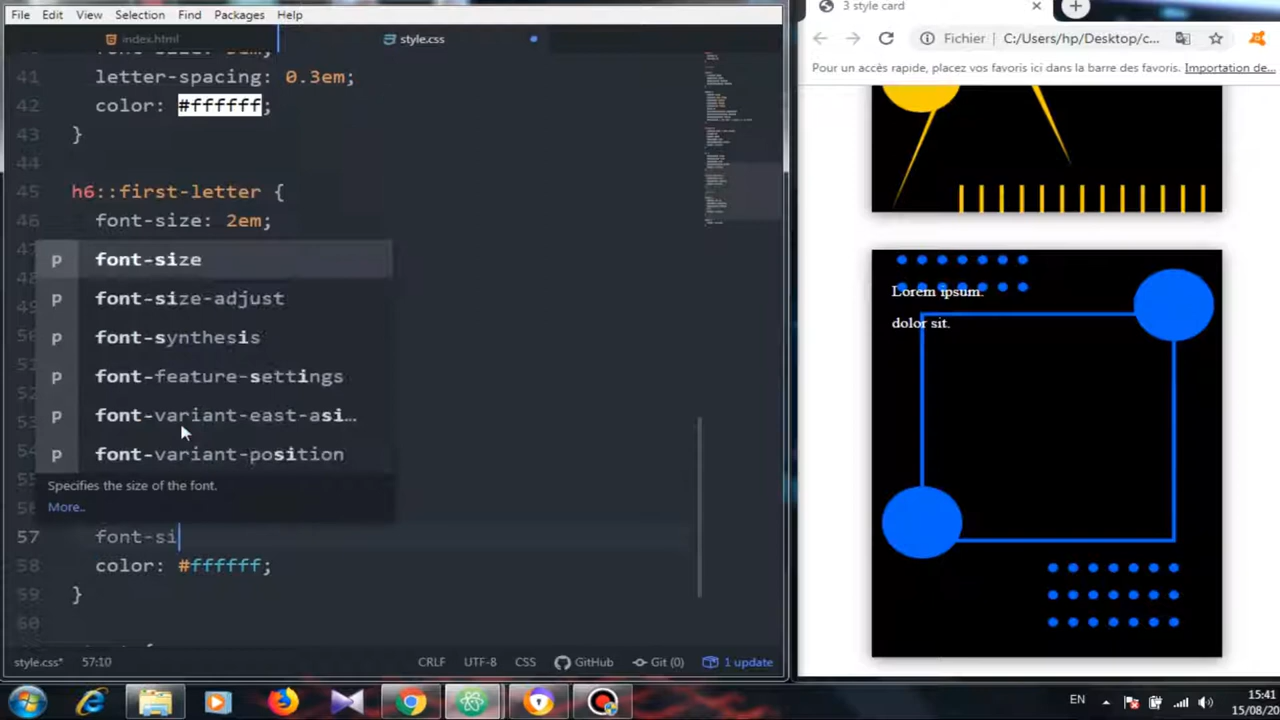 File Edit View Selection Find Packages Help
index.html
style.css
3 style card
Fichier
C:/Users/hp/Desktop/c...
Pour un accès rapide, placez vos favoris ici dans la barre des favoris. Importation de...
41 letter-spacing: 0.3em;
42 color: #ffffff;
}
44
45 h6::first-letter {
46 font-size: 2em;
p font-size
p font-size-adjust
p font-synthesis
p font-feature-settings
p font-variant-east-asi...
p font-variant-position
Specifies the size of the font.
More..
57 font-si
58 color: #ffffff;
59 }
60
style.css* 57:10
CRLF UTF-8 CSS GitHub Git (0) 1 update
Lorem ipsum.
dolor sit.
EN
15:41
15/08/20